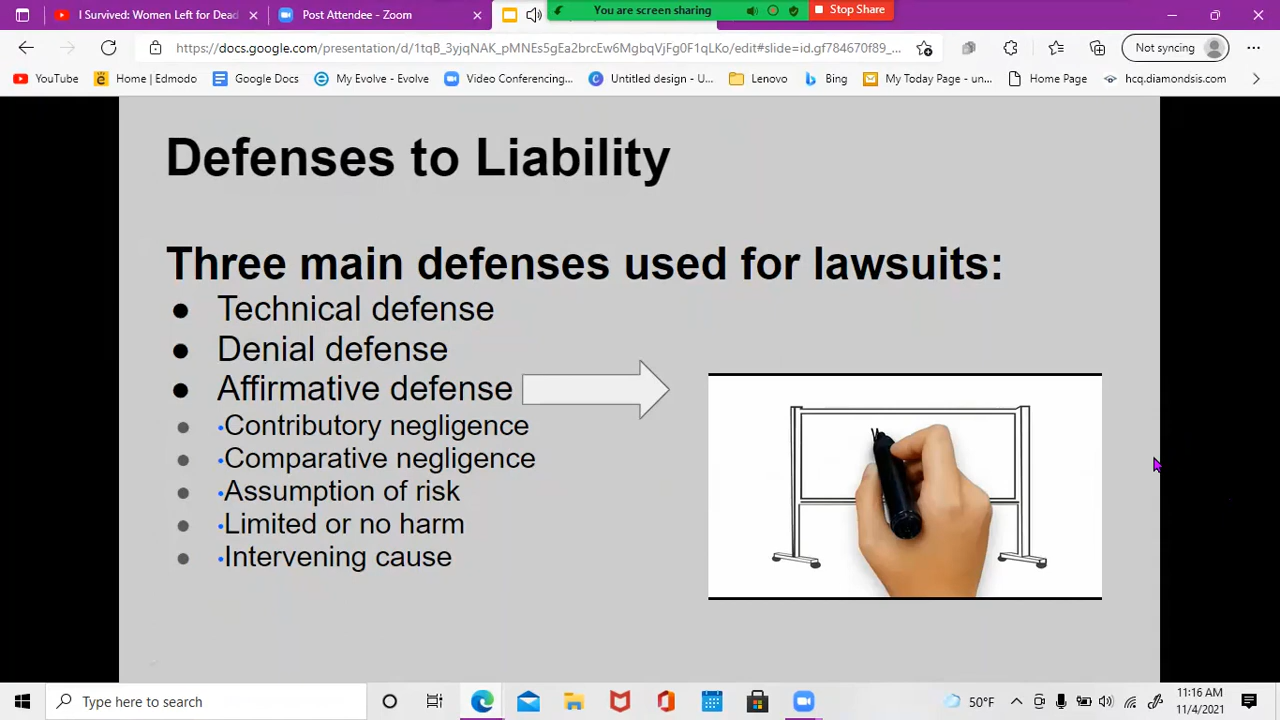 I Survived: Women Left for Dead
Post Attendee - Zoom
You are screen sharing
Stop Share
https://docs.google.com/presentation/d/1tqB_3yjqNAK_pMNEs5gEa2brcEw6MgbqVjFg0F1qLKo/edit#slide=id.gf784670f89_...
Not syncing
YouTube
Home | Edmodo
Google Docs
My Evolve - Evolve
Video Conferencing...
Untitled design - U...
Lenovo
Bing
My Today Page - un...
Home Page
hcq.diamondsis.com
Defenses to Liability
Three main defenses used for lawsuits:
● Technical defense
● Denial defense
● Affirmative defense
● •Contributory negligence
● •Comparative negligence
● •Assumption of risk
● •Limited or no harm
● •Intervening cause
Type here to search
50°F
11:16 AM
11/4/2021